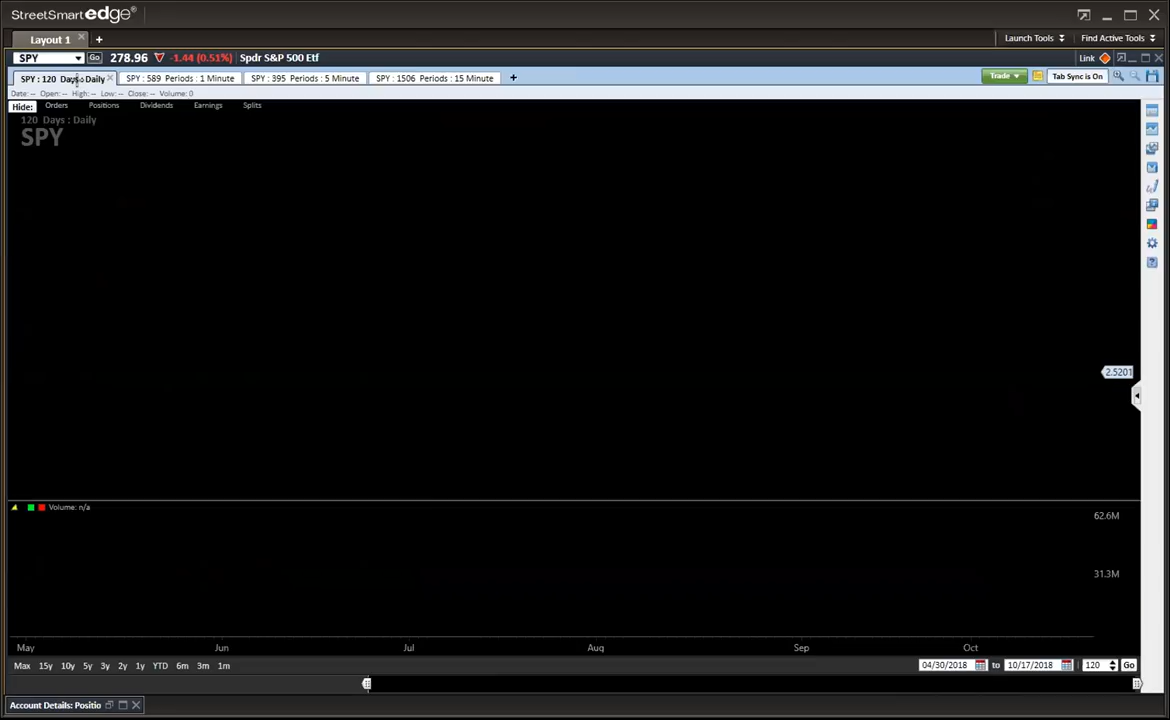 StreetSmartedge®
Layout 1 Launch Tools Find Active Tools
SPY Go 278.96 -1.44 (0.51%) Spdr S&P 500 Etf Link
SPY : 120 Days : Daily SPY : 589 Periods : 1 Minute SPY : 395 Periods : 5 Minute SPY : 1506 Periods : 15 Minute + Trade Tab Sync is On
Date: -- Open: -- High: -- Low: -- Close: -- Volume: 0
Hide: Orders Positions Dividends Earnings Splits
120 Days : Daily
SPY
2.5201
Volume: n/a
62.6M
31.3M
May Jun Jul Aug Sep Oct
Max 15y 10y 5y 3y 2y 1y YTD 6m 3m 1m 04/30/2018 to 10/17/2018 120 Go
Account Details: Positio